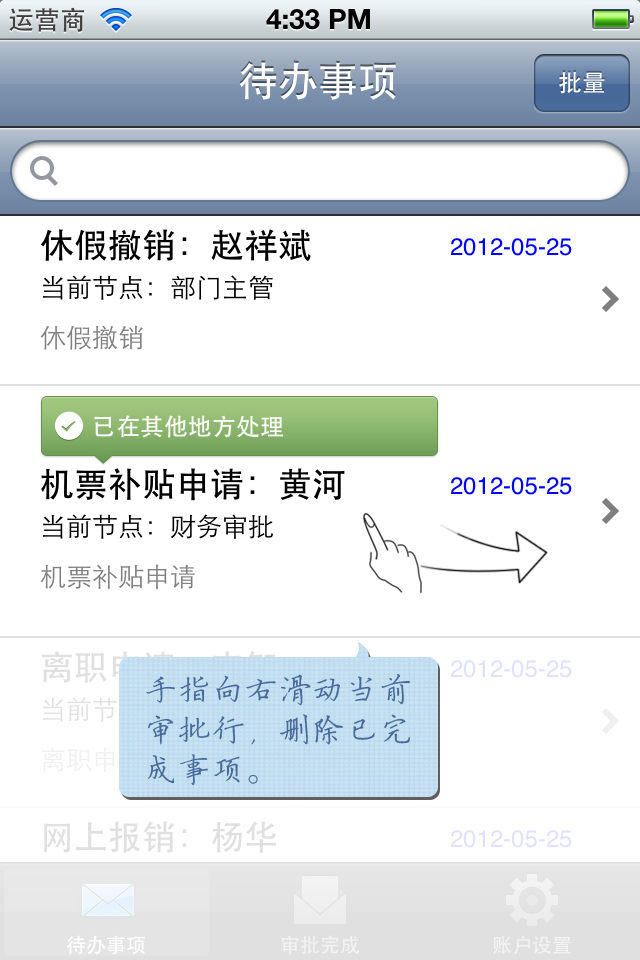 运营商
4:33 PM
待办事项
批量
休假撤销：赵祥斌
2012-05-25
当前节点：部门主管
休假撤销
已在其他地方处理
机票补贴申请：黄河
2012-05-25
当前节点：财务审批
机票补贴申请
离职申请：
2012-05-25
当前节
离职申
手指向右滑动当前
审批行，删除已完
成事项。
网上报销：杨华
2012-05-25
待办事项
审批完成
账户设置